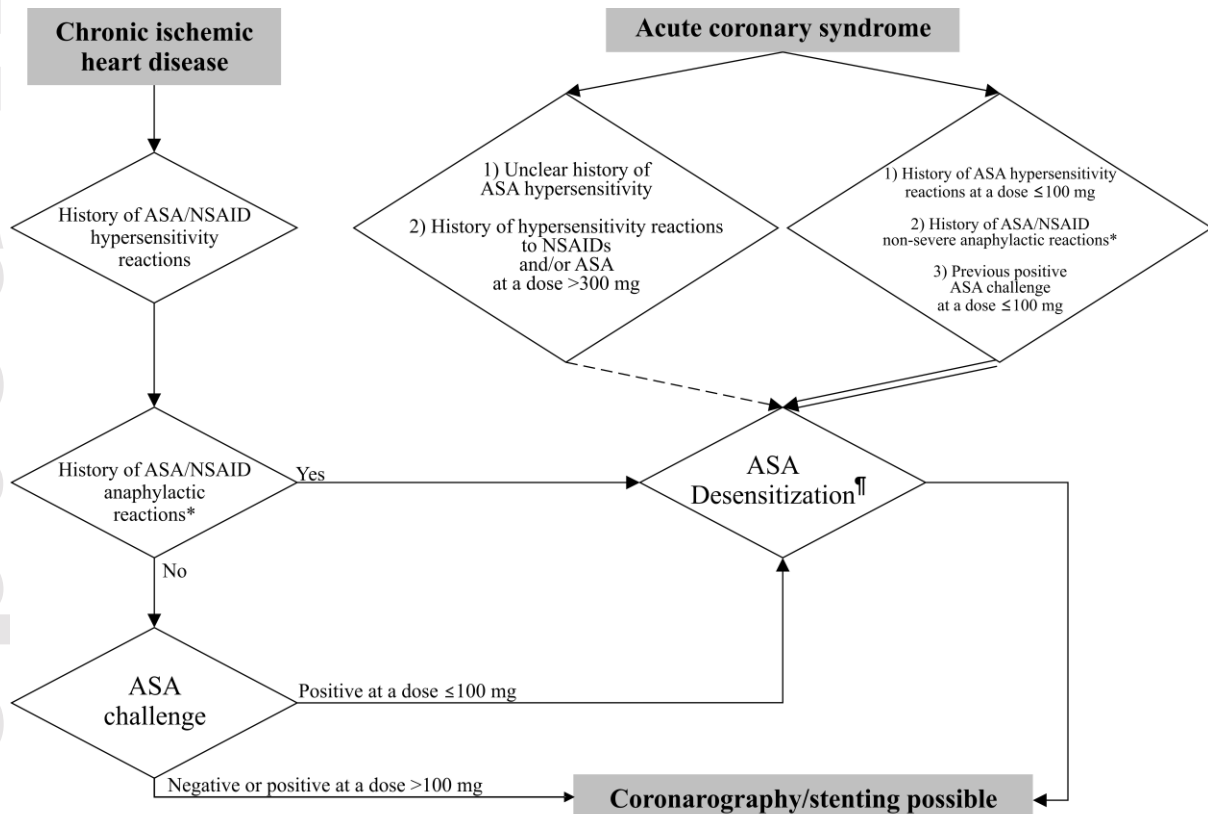 Chronic ischemic
heart disease
Acute coronary syndrome
History of ASA/NSAID
hypersensitivity
reactions
1) Unclear history of
ASA hypersensitivity
2) History of hypersensitivity reactions
to NSAIDs
and/or ASA
at a dose >300 mg
1) History of ASA hypersensitivity
reactions at a dose ≤100 mg
2) History of ASA/NSAID
non-severe anaphylactic reactions*
3) Previous positive
ASA challenge
at a dose ≤100 mg
History of ASA/NSAID
anaphylactic
reactions*
Yes
ASA
Desensitization¶
No
ASA
challenge
Positive at a dose ≤100 mg
Negative or positive at a dose >100 mg
Coronarography/stenting possible